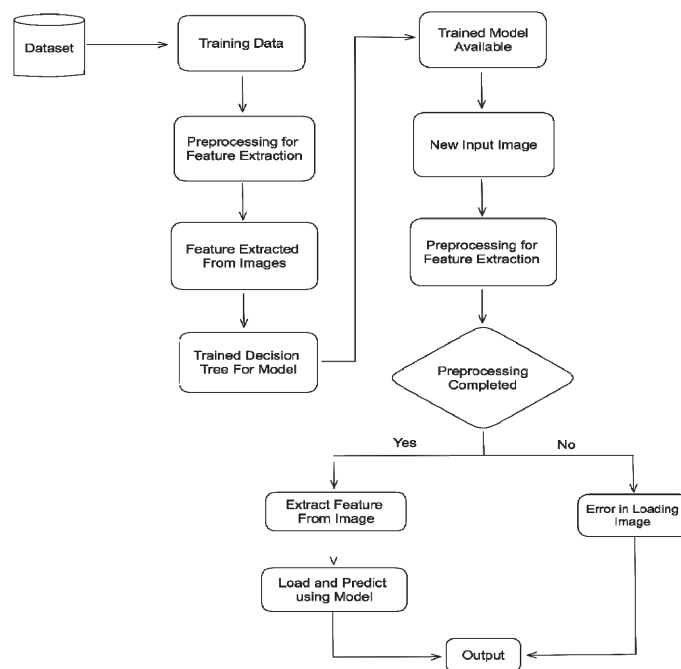 Dataset
Training Data
Preprocessing for
Feature Extraction
Feature Extracted
From Images
Trained Decision
Tree For Model
Trained Model
Available
New Input Image
Preprocessing for
Feature Extraction
Preprocessing
Completed
Yes
No
Extract Feature
From Image
Error in Loading
Image
Load and Predict
using Model
Output